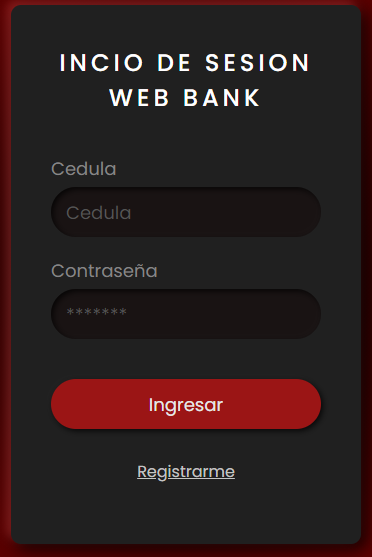 INCIO DE SESION
WEB BANK
Cedula
Cedula
Contraseña
*******
Ingresar
Registrarme